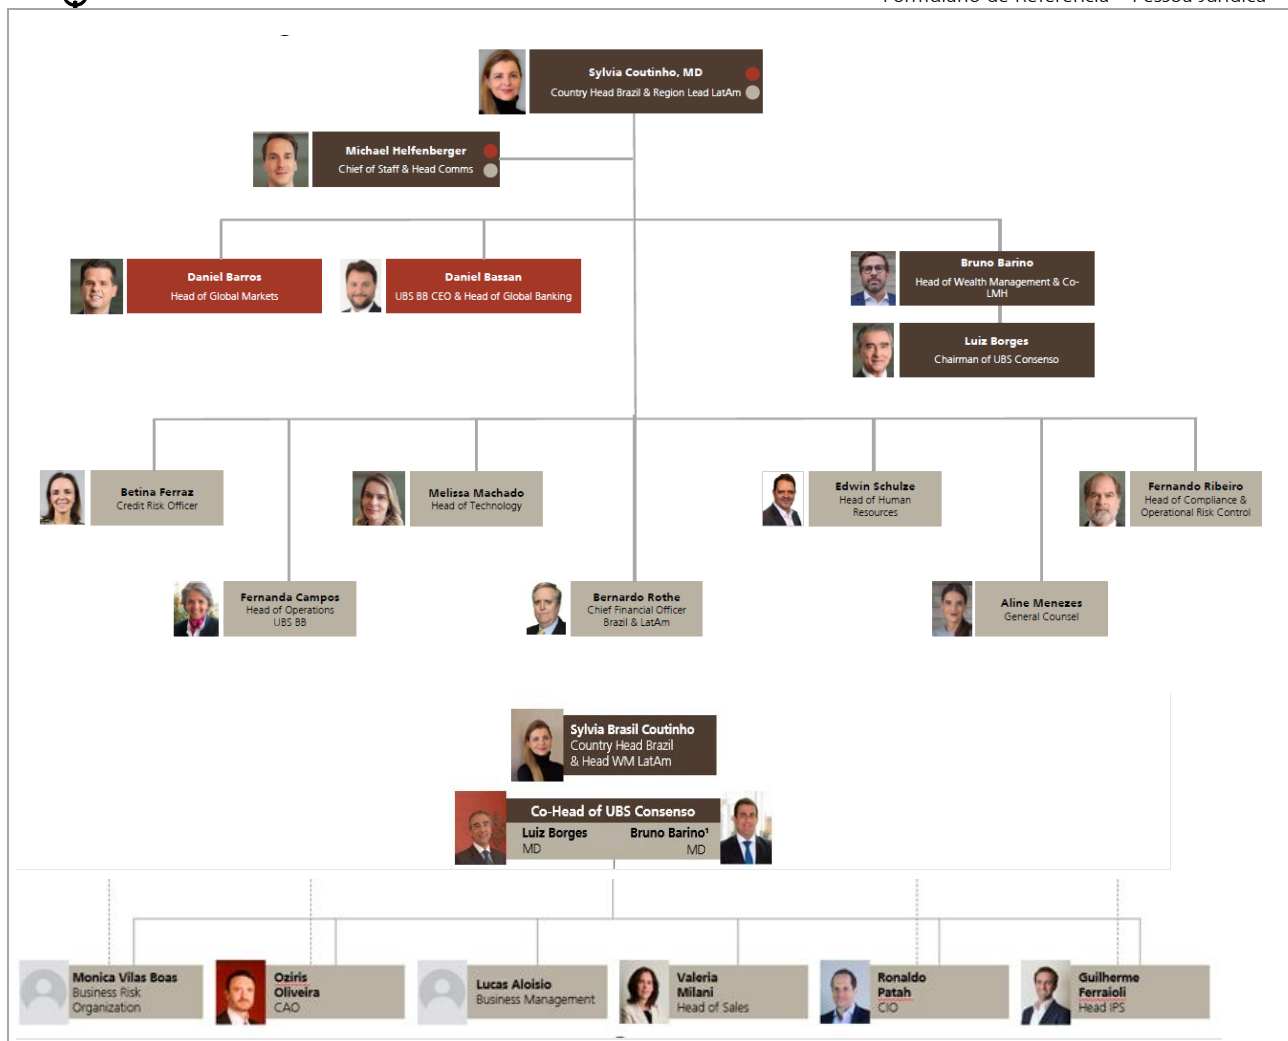 Formulário de Referência – Pessoa Jurídica
Sylvia Coutinho, MD
Country Head Brazil & Region Lead LatAm
Michael Helfenberger
Chief of Staff & Head Comms
Daniel Barros
Head of Global Markets
Daniel Bassan
UBS BB CEO & Head of Global Banking
Bruno Barino
Head of Wealth Management & Co-
LMH
Luiz Borges
Chairman of UBS Consenso
Betina Ferraz
Credit Risk Officer
Melissa Machado
Head of Technology
Edwin Schulze
Head of Human
Resources
Fernando Ribeiro
Head of Compliance &
Operational Risk Control
Fernanda Campos
Head of Operations
UBS BB
Bernardo Rothe
Chief Financial Officer
Brazil & LatAm
Aline Menezes
General Counsel
Sylvia Brasil Coutinho
Country Head Brazil
& Head WM LatAm
Co-Head of UBS Consenso
Luiz Borges
MD
Bruno Barino¹
MD
Monica Vilas Boas
Business Risk
Organization
Oziris
Oliveira
CAO
Lucas Aloisio
Business Management
Valeria
Milani
Head of Sales
Ronaldo
Patah
CIO
Guilherme
Ferraioli
Head IPS